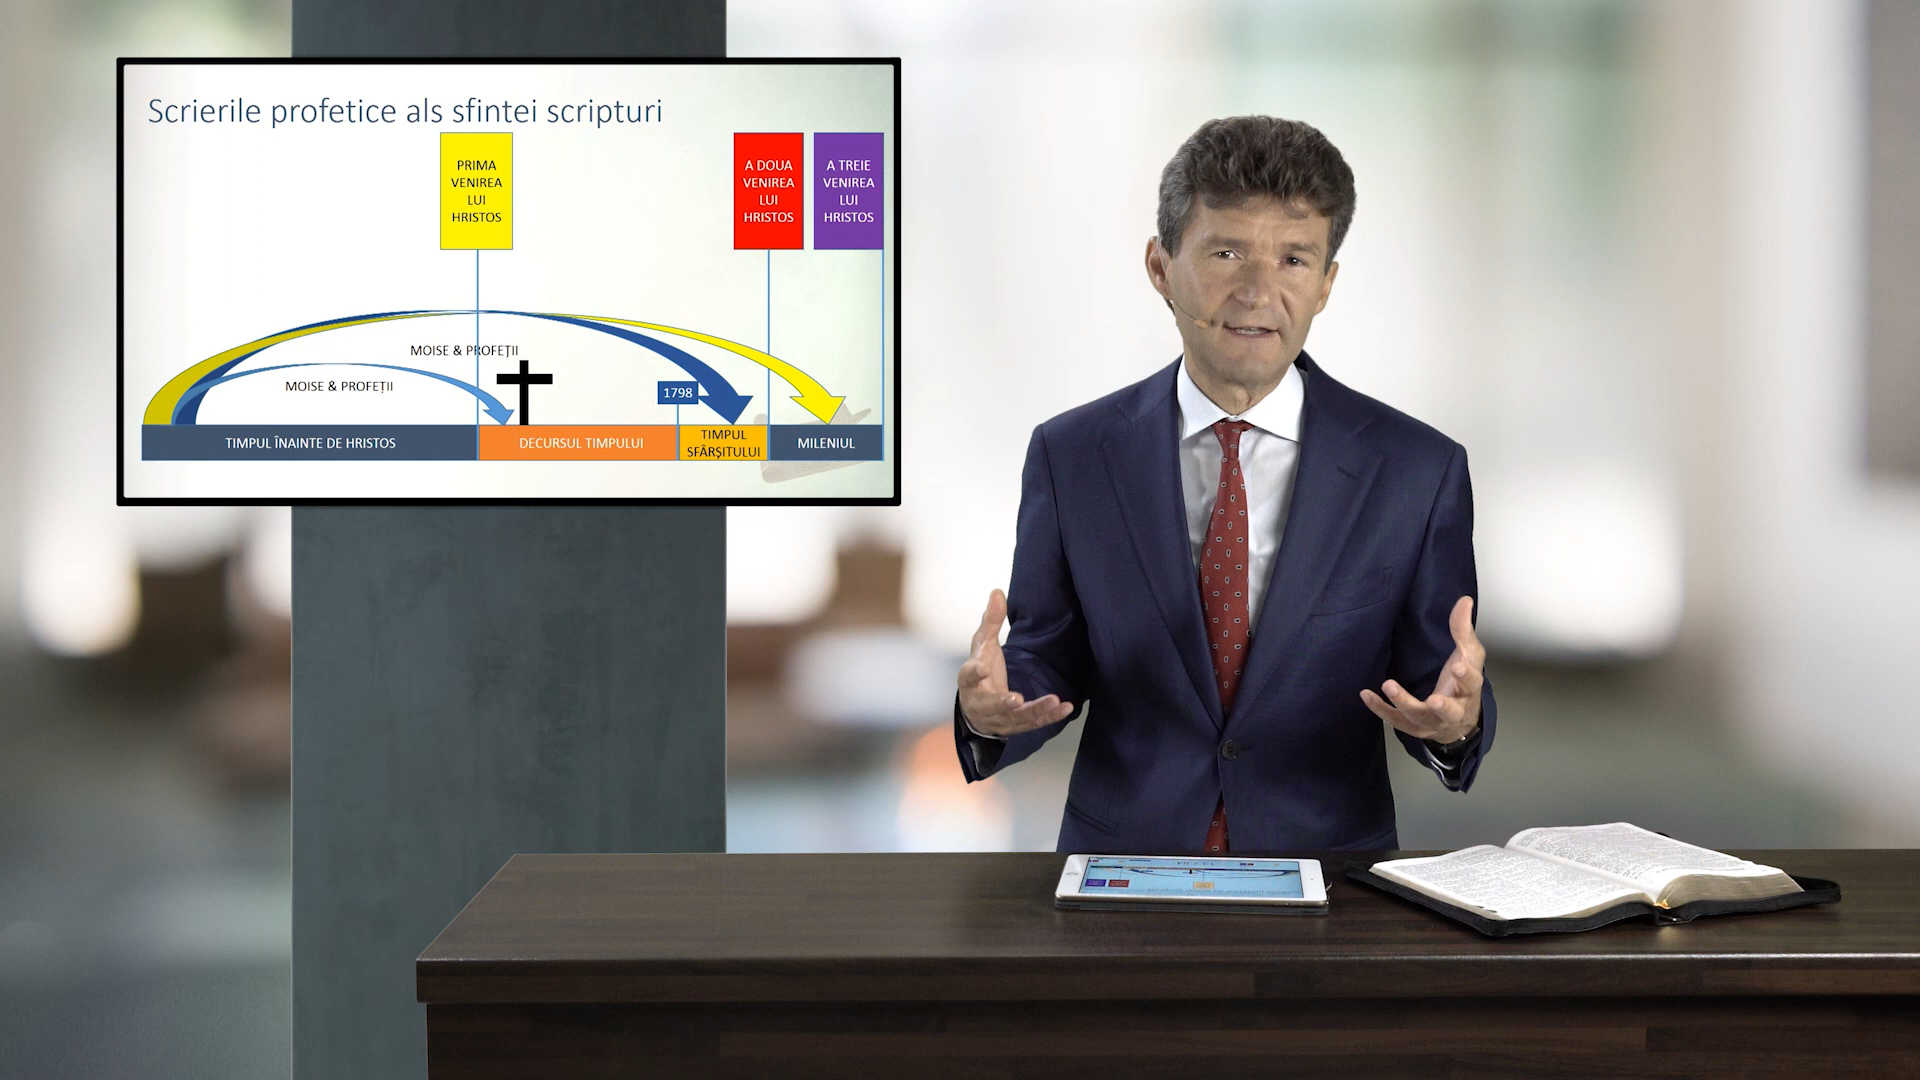 Scrierile profetice als sfintei scripturi
PRIMA
VENIREA
LUI
HRISTOS
A DOUA
VENIREA
LUI
HRISTOS
A TREIE
VENIREA
LUI
HRISTOS
MOISE & PROFEȚII
MOISE & PROFEȚII
1798
TIMPUL ÎNAINTE DE HRISTOS
DECURSUL TIMPULUI
TIMPUL
SFÂRȘITULUI
MILENIUL